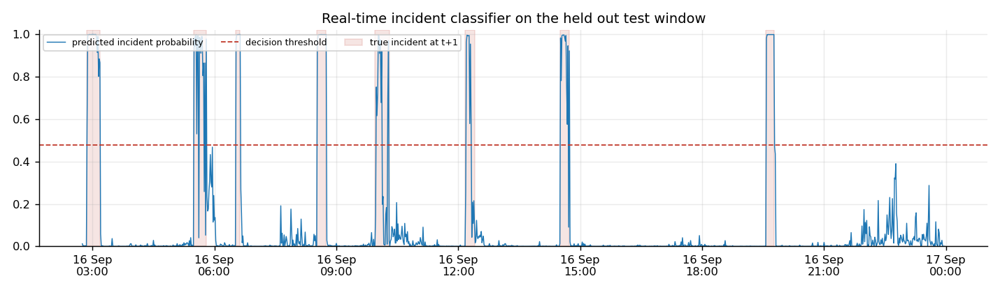 Real-time incident classifier on the held out test window
predicted incident probability
decision threshold
true incident at t+1
1.0
0.8
0.6
0.4
0.2
0.0
16 Sep
03:00
16 Sep
06:00
16 Sep
09:00
16 Sep
12:00
16 Sep
15:00
16 Sep
18:00
16 Sep
21:00
17 Sep
00:00